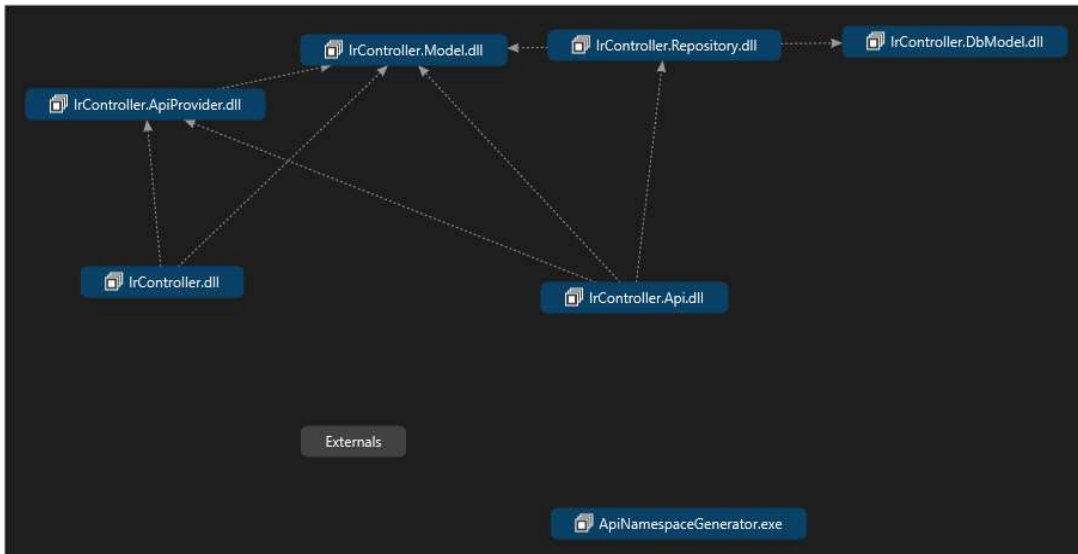 IrController.Model.dll
IrController.Repository.dll
IrController.DbModel.dll
IrController.ApiProvider.dll
IrController.dll
IrController.Api.dll
Externals
ApiNamespaceGenerator.exe